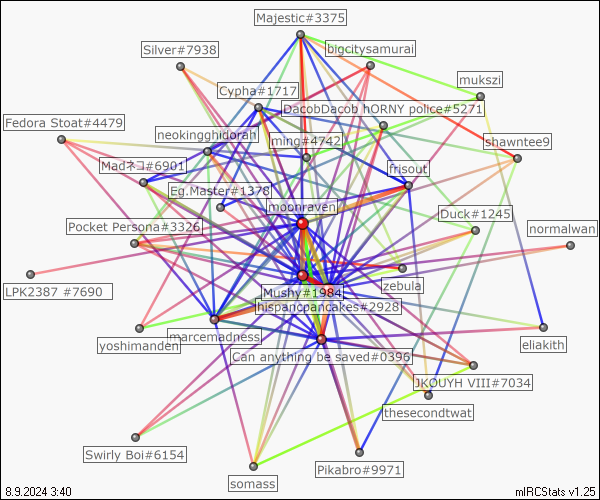 Majestic#3375
bigcitysamurai
Silver#7938
mukszi
Cypha#1717
DacobDacob hORNY police#5271
Fedora Stoat#4479
neokingghidorah
ming#4742
shawntee9
Madネコ#6901
frisout
Eg.Master#1378
moonraven
Duck#1245
Pocket Persona#3326
normalwan
LPK2387 #7690
Mushy#1984
zebula
hispanicpancakes#2928
yoshimanden
marcemadness
eliakith
Can anything be saved#0396
JKOUYH VIII#7034
thesecondtwat
Swirly Boi#6154
Pikabro#9971
somass
8.9.2024 3:40
mIRCStats v1.25